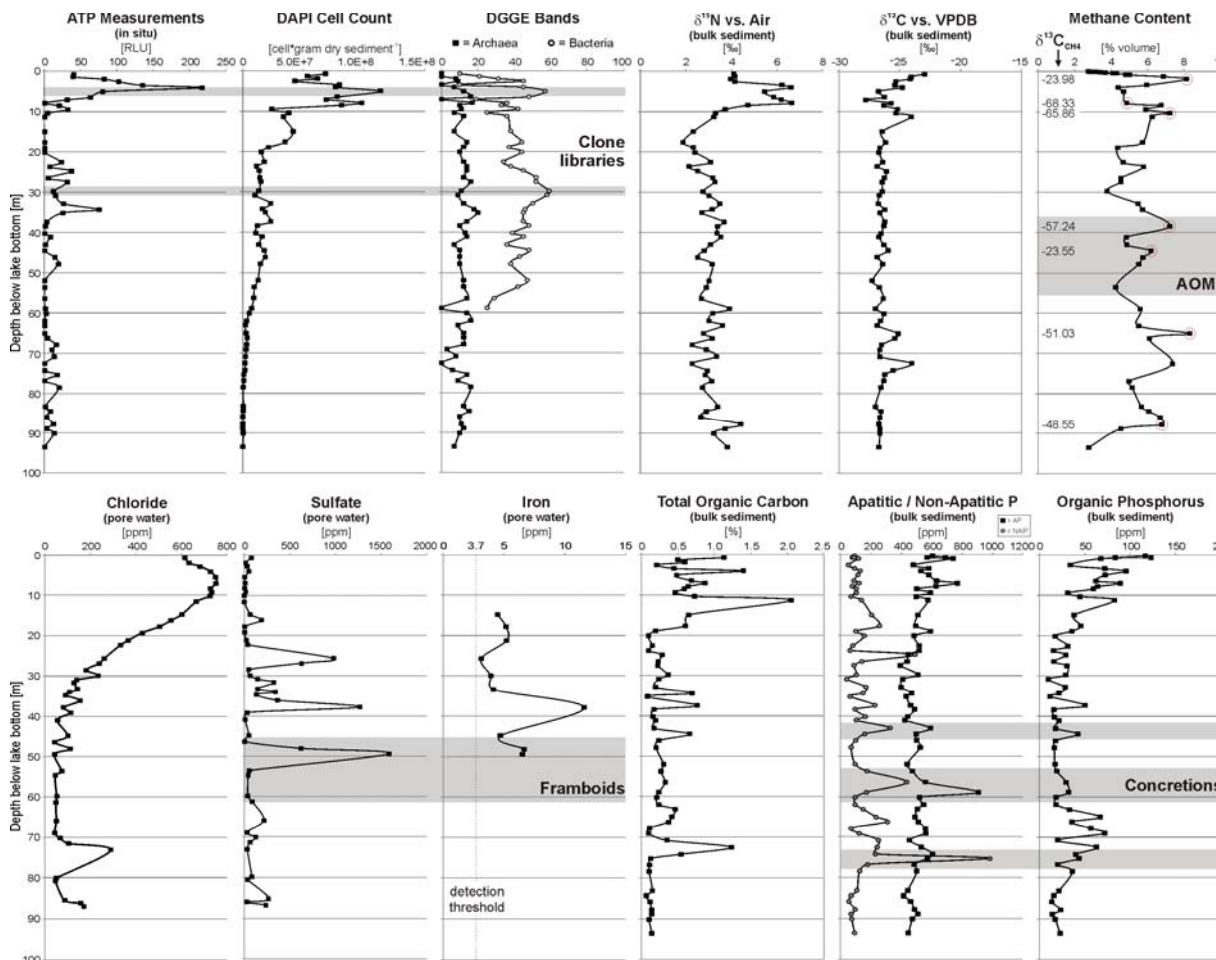 ATP Measurements
(in situ)
[RLU]
0 50 100 150 200 250
DAPI Cell Count
[cell*gram dry sediment⁻¹]
0 5.0E+7 1.0E+8 1.5E+8
DGGE Bands
■ = Archaea ○ = Bacteria
0 20 40 60 80 100
δ¹⁵N vs. Air
(bulk sediment)
[‰]
0 2 4 6 8
δ¹³C vs. VPDB
(bulk sediment)
[‰]
-30 -25 -20 -15
Methane Content
δ¹³C CH4 [% volume]
2 4 6 8
Depth below lake bottom [m]
0
10
20
30
40
50
60
70
80
90
100
Clone
libraries
-23.98
-68.33
-65.86
-57.24
-23.55
AOM
-51.03
-48.55
Chloride
(pore water)
[ppm]
0 200 400 600 800
Sulfate
(pore water)
[ppm]
0 500 1000 1500 2000
Iron
(pore water)
[ppm]
0 3.7 5 10 15
Total Organic Carbon
(bulk sediment)
[%]
0.0 0.5 1.0 1.5 2.0 2.5
Apatitic / Non-Apatitic P
(bulk sediment)
[ppm]
■ = AP
○ = NAIP
0 200 400 600 800 1000 1200
Organic Phosphorus
(bulk sediment)
[ppm]
0 50 100 150
Depth below lake bottom [m]
0
10
20
30
40
50
60
70
80
90
Framboids
detection
threshold
Concretions